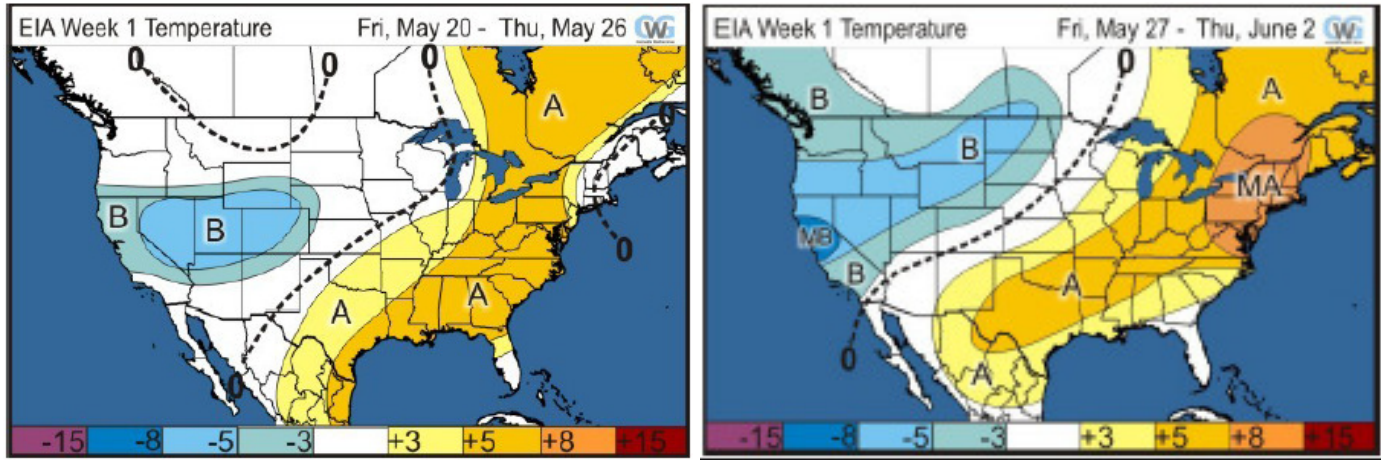 EIA Week 1 Temperature Fri, May 20 - Thu, May 26 CWG
0 0 0
A
0
B B
A A
0
0
-15 -8 -5 -3 +3 +5 +8 +15
EIA Week 1 Temperature Fri, May 27 - Thu, June 2 CWG
0
B A
B
MA
MB
B
A
0
A
-15 -8 -5 -3 +3 +5 +8 +15